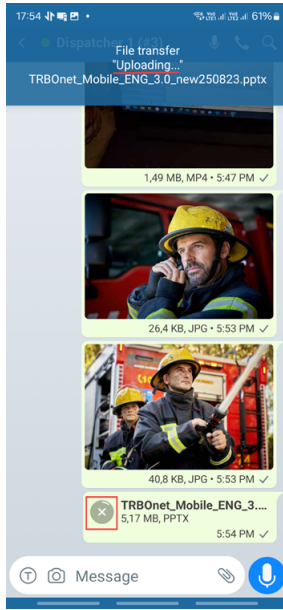 17:54
61%
Dispatcher 1 (#3)
File transfer
"Uploading..."
TRBOnet_Mobile_ENG_3.0_new250823.pptx
1,49 MB, MP4 • 5:47 PM
26,4 KB, JPG • 5:53 PM
40,8 KB, JPG • 5:53 PM
TRBOnet_Mobile_ENG_3....
5,17 MB, PPTX
5:54 PM
Message